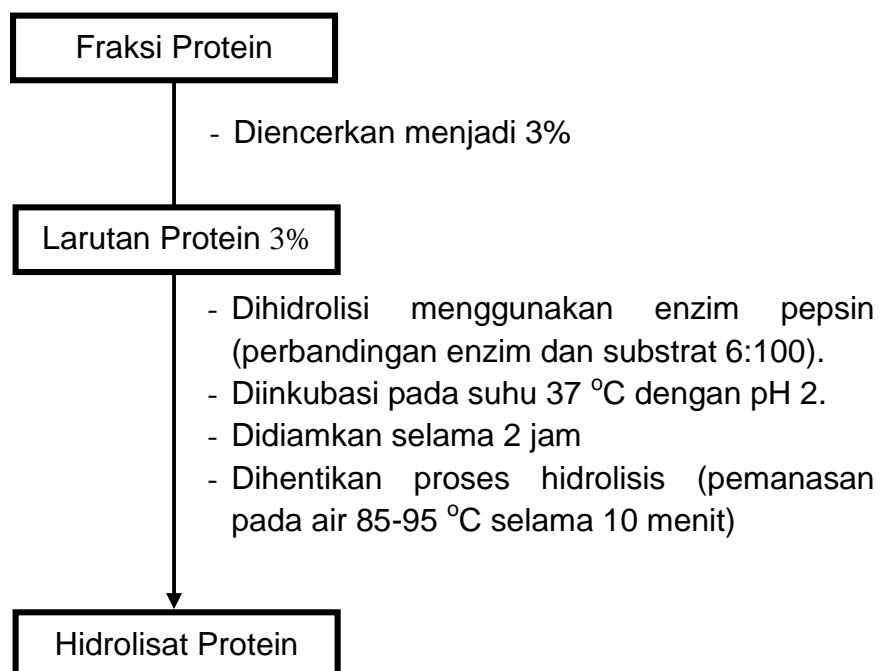 Fraksi Protein
- Diencerkan menjadi 3%
Larutan Protein 3%
- Dihidrolisi menggunakan enzim pepsin
(perbandingan enzim dan substrat 6:100).
- Diinkubasi pada suhu 37 °C dengan pH 2.
- Didiamkan selama 2 jam
- Dihentikan proses hidrolisis (pemanasan
pada air 85-95 °C selama 10 menit)
Hidrolisat Protein